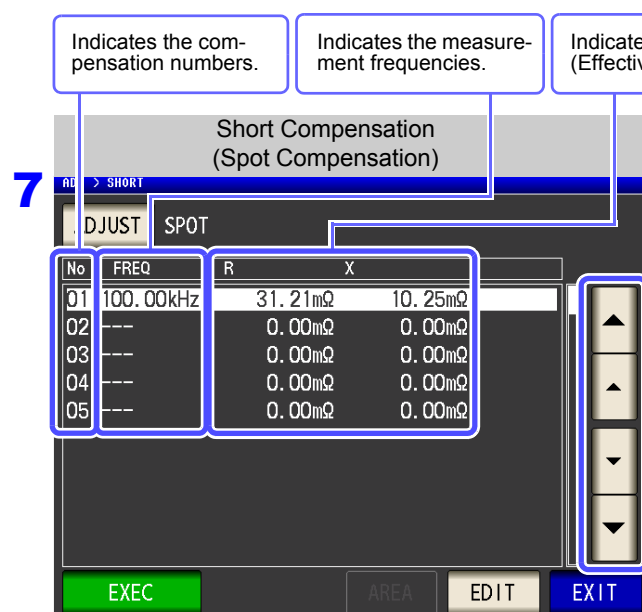 Indicates the com-
pensation numbers.
Indicates the measure-
ment frequencies.
Indicate
(Effectiv
Short Compensation
(Spot Compensation)
7
> SHORT
DJUST SPOT
No FREQ R X
01 100.00kHz 31.21mΩ 10.25mΩ
02 --- 0.00mΩ 0.00mΩ
03 --- 0.00mΩ 0.00mΩ
04 --- 0.00mΩ 0.00mΩ
05 --- 0.00mΩ 0.00mΩ
EXEC AREA EDIT EXIT